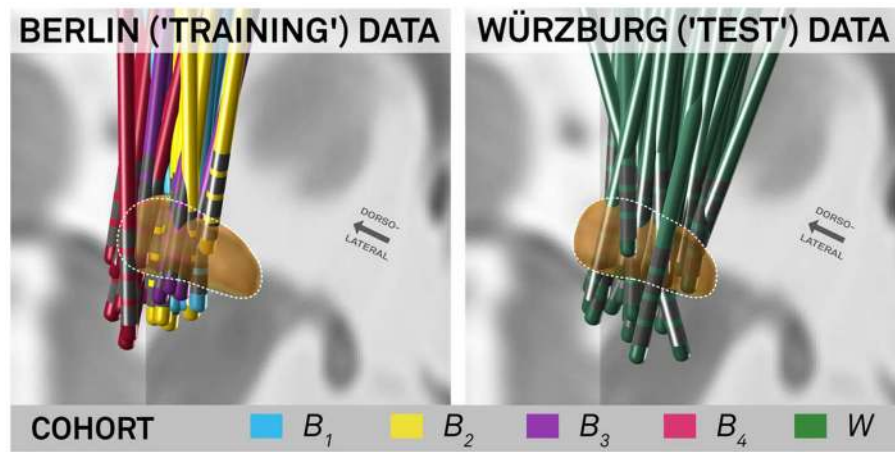 BERLIN ('TRAINING') DATA
WÜRZBURG ('TEST') DATA
DORSO-
LATERAL
DORSO-
LATERAL
COHORT B₁ B₂ B₃ B₄ W